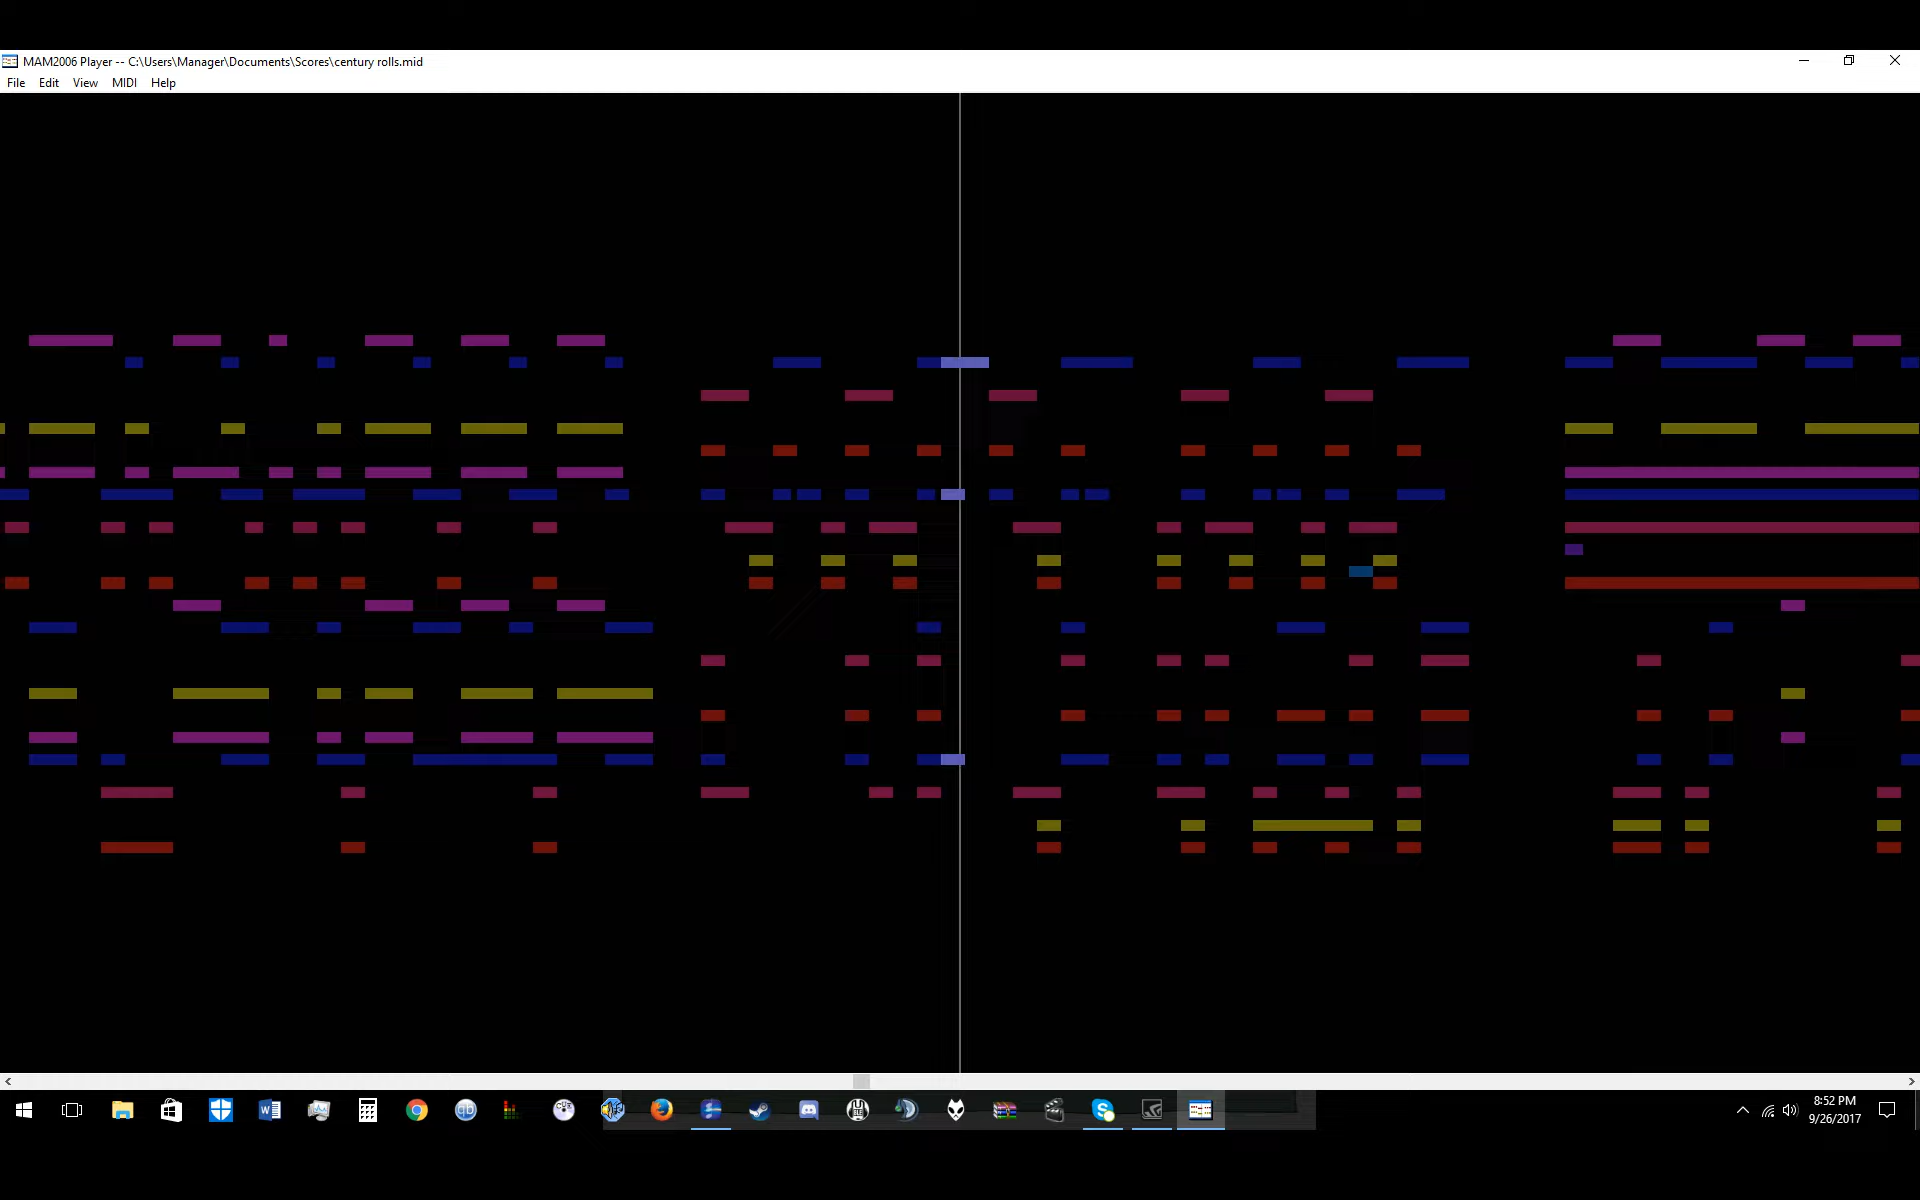 MAM2006 Player -- C:\Users\Manager\Documents\Scores\century rolls.mid
File Edit View MIDI Help
8:52 PM
9/26/2017